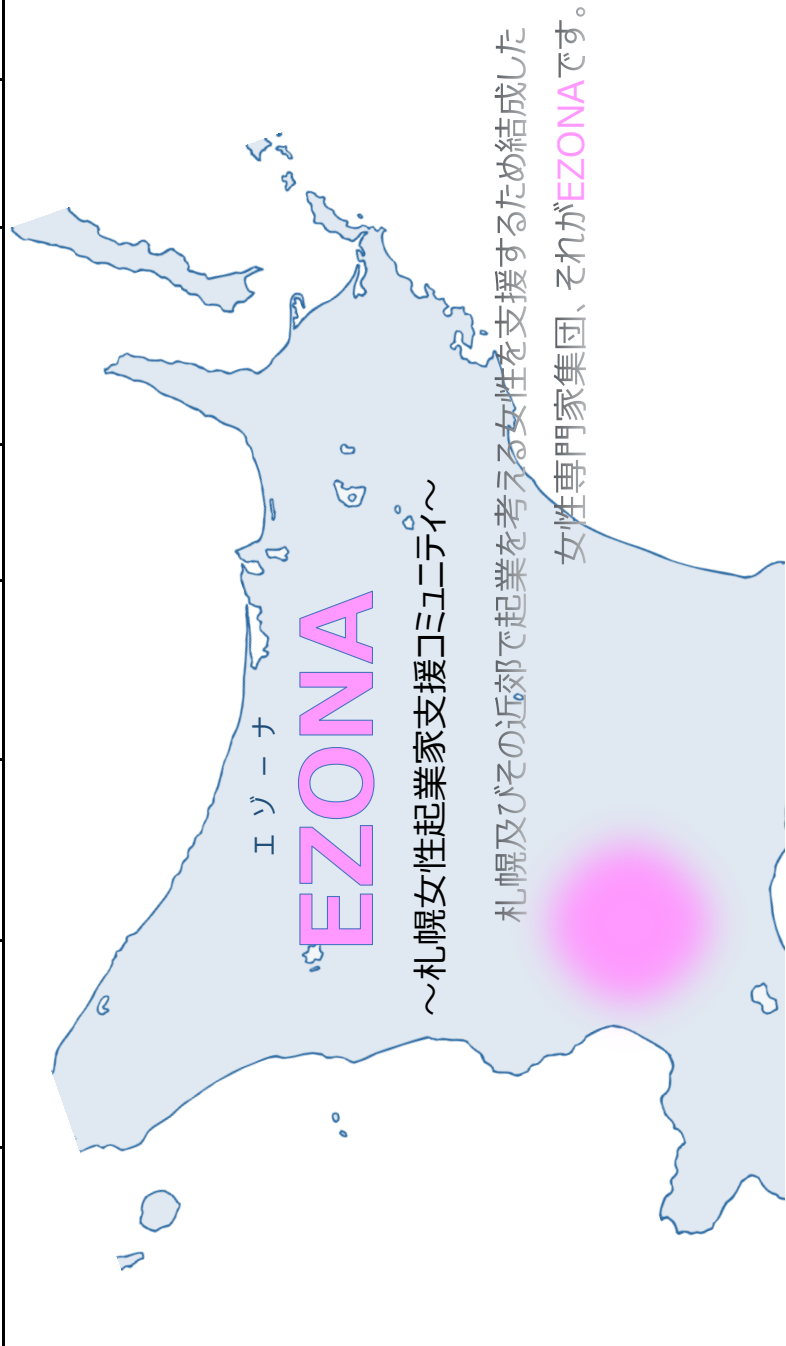 エゾーナ
EZONA
～札幌女性起業家支援コミュニティ～
札幌及びその近郊で起業を考える女性を支援するため結成した
女性専門家集団、それがEZONAです。